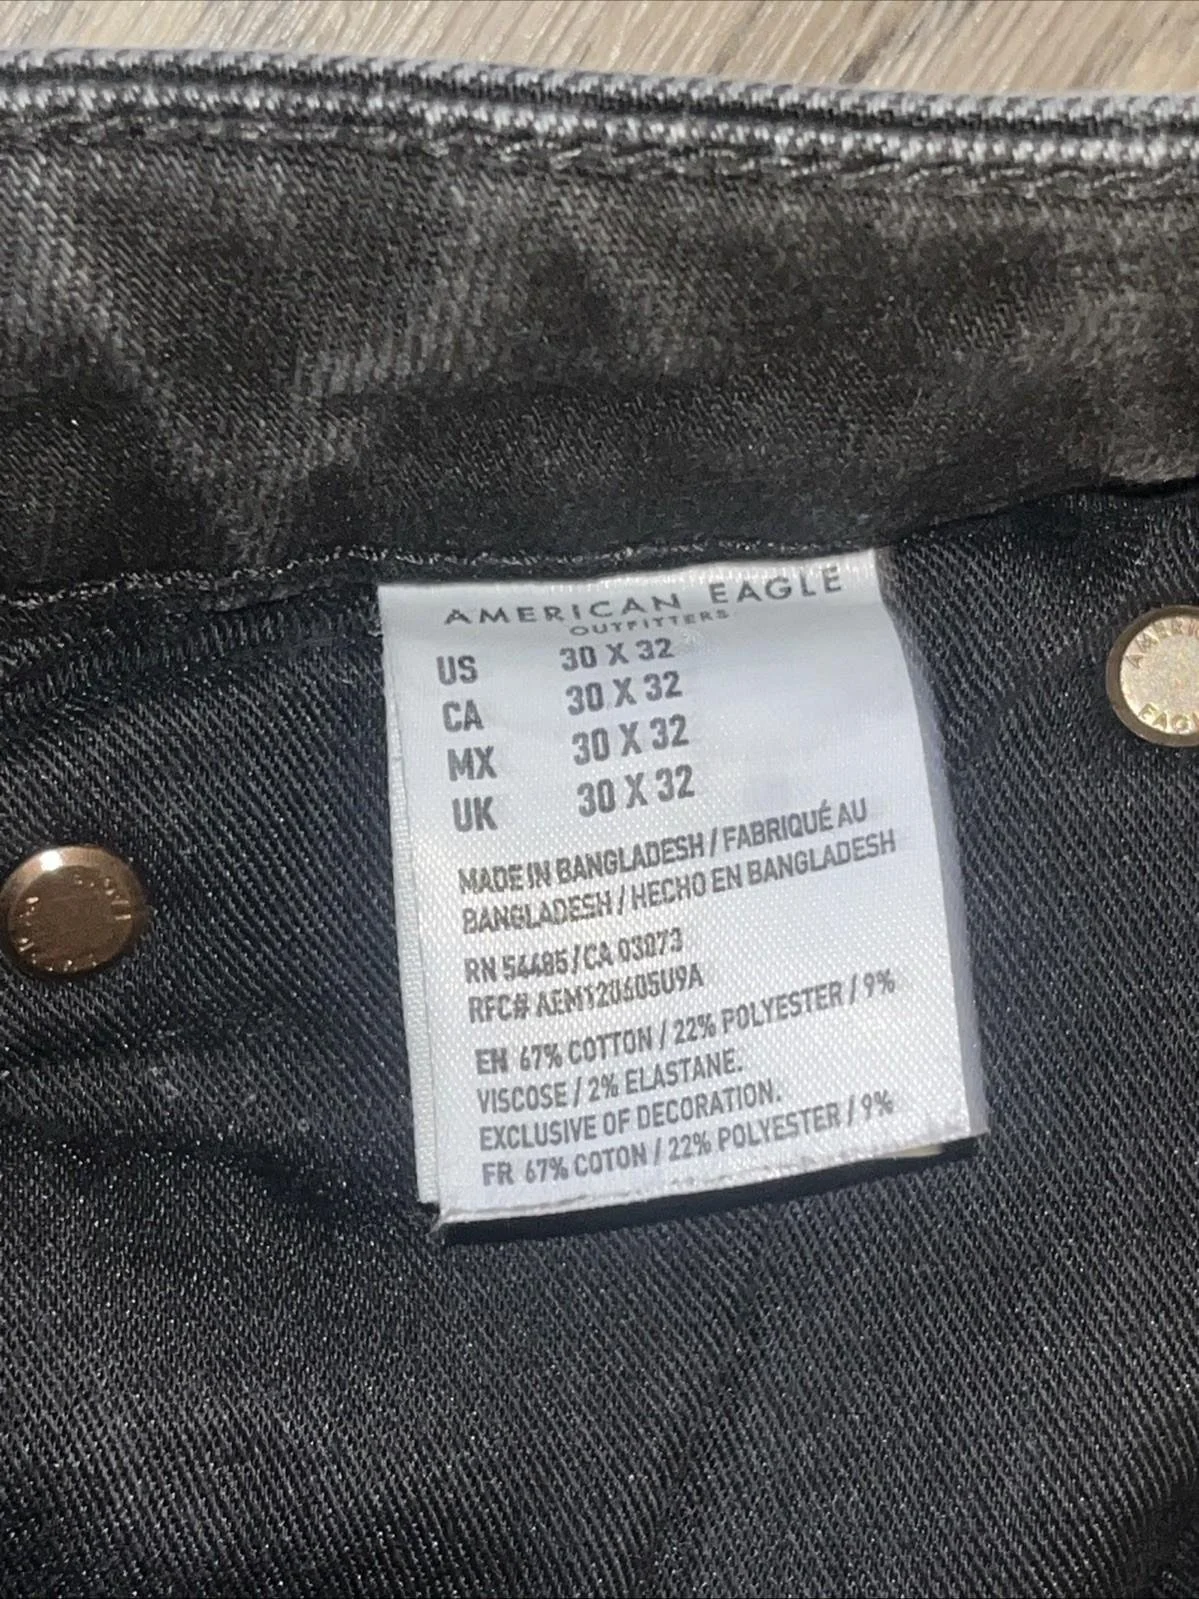 AMERICAN EAGLE
OUTFITTERS
US 30 X 32
CA 30 X 32
MX 30 X 32
UK 30 X 32
MADE IN BANGLADESH / FABRIQUÉ AU
BANGLADESH / HECHO EN BANGLADESH
RN 54485 / CA 03073
RFC# AEM120605U9A
EN 67% COTTON / 22% POLYESTER / 9%
VISCOSE / 2% ELASTANE.
EXCLUSIVE OF DECORATION.
FR 67% COTON / 22% POLYESTER / 9%